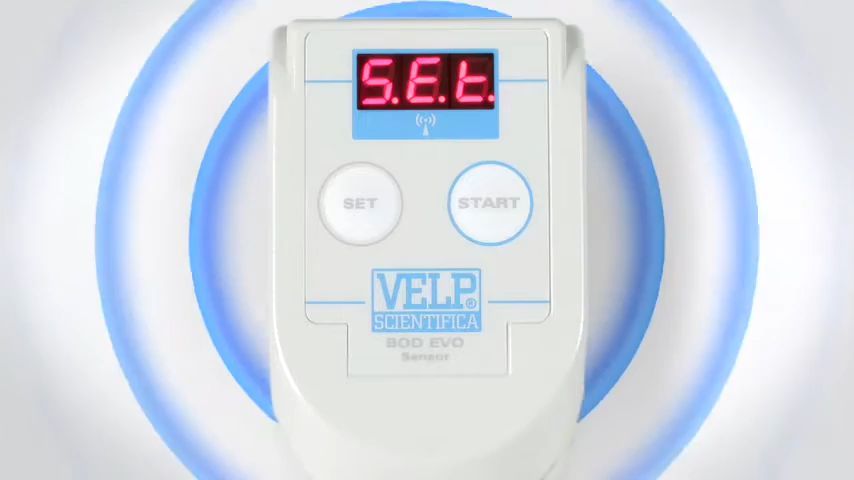 S.E.t.
SET
START
VELP®
SCIENTIFICA
BOD EVO
Sensor